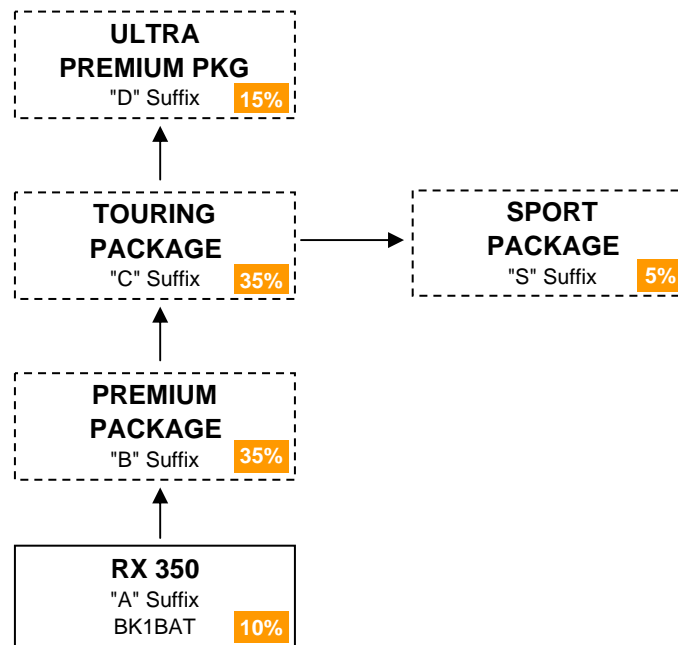 ULTRA
PREMIUM PKG
"D" Suffix
15%
TOURING
PACKAGE
"C" Suffix
35%
SPORT
PACKAGE
"S" Suffix
5%
PREMIUM
PACKAGE
"B" Suffix
35%
RX 350
"A" Suffix
BK1BAT
10%